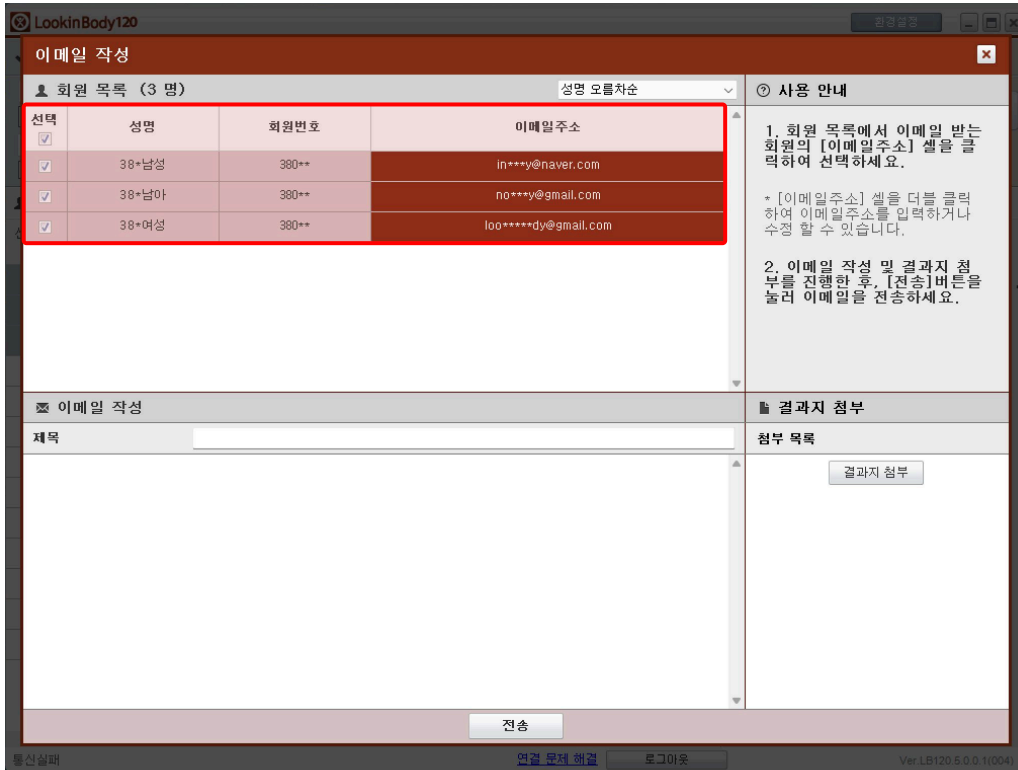 LookinBody120
환경설정
이메일 작성
회원 목록 (3 명)
성명 오름차순
사용 안내
선택
성명
회원번호
이메일주소
38*남성
380**
in***y@naver.com
38*남아
380**
no***y@gmail.com
38*여성
380**
loo*****dy@gmail.com
1. 회원 목록에서 이메일 받는
회원의 [이메일주소] 셀을 클
릭하여 선택하세요.
* [이메일주소] 셀을 더블 클릭
하여 이메일주소를 입력하거나
수정 할 수 있습니다.
2. 이메일 작성 및 결과지 첨
부를 진행한 후, [전송]버튼을
눌러 이메일을 전송하세요.
이메일 작성
결과지 첨부
제목
첨부 목록
결과지 첨부
전송
통신실패
연결 문제 해결
로그아웃
Ver.LB120.5.0.0.1(004)